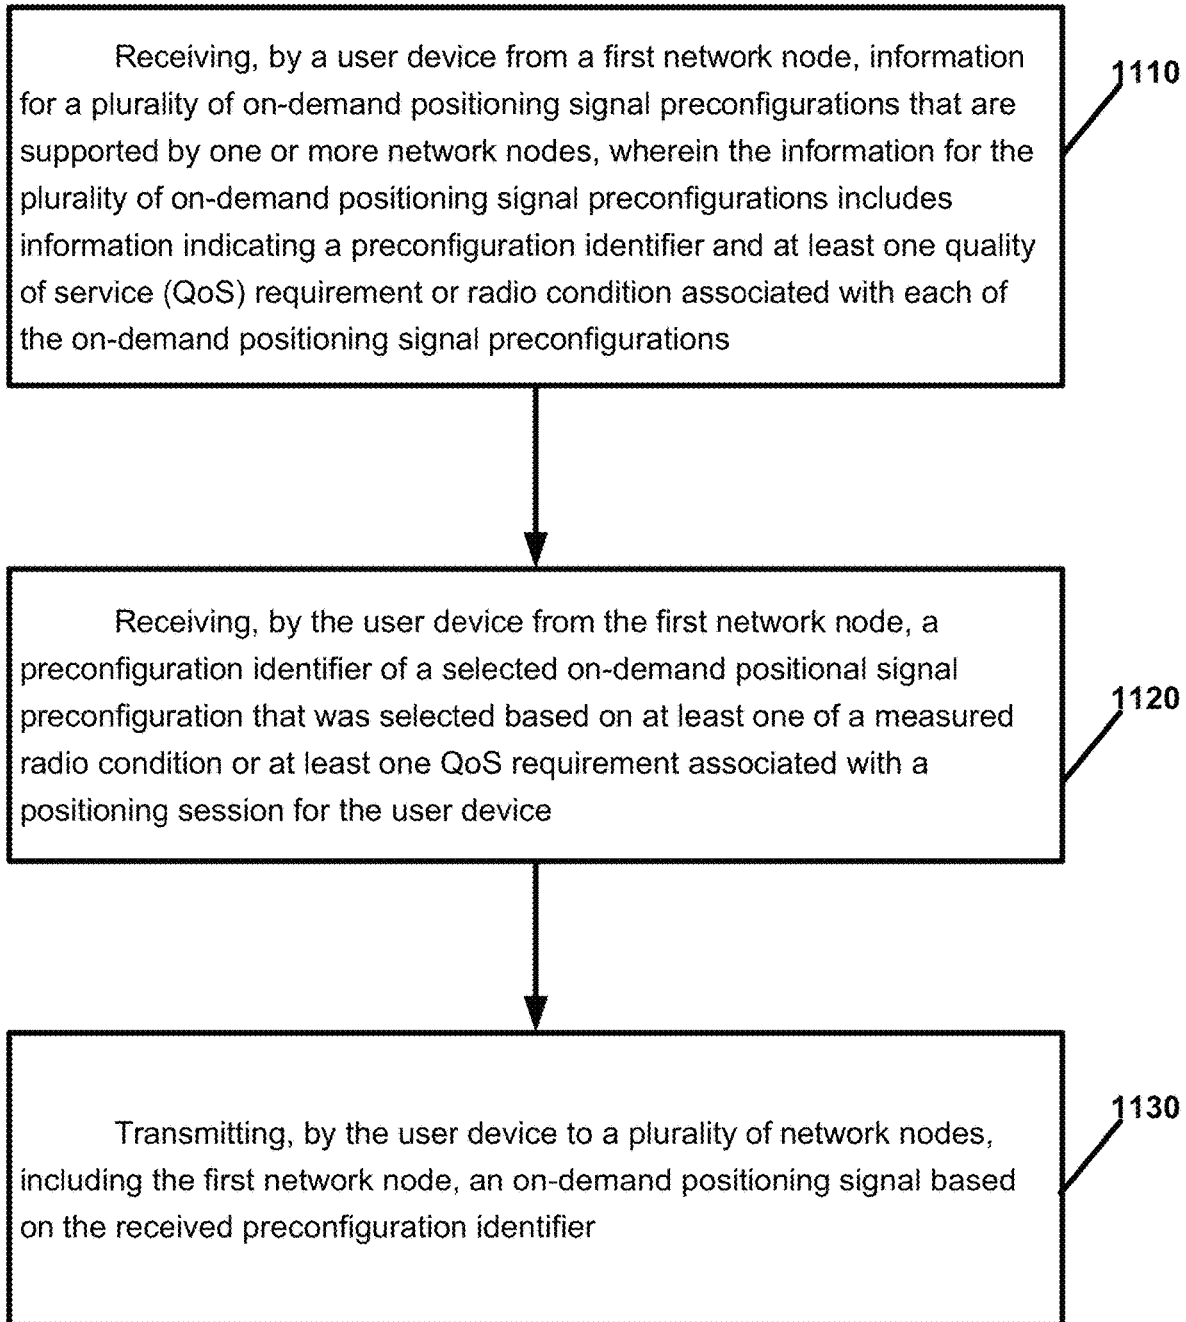 Receiving, by a user device from a first network node, information
for a plurality of on-demand positioning signal preconfigurations that are
supported by one or more network nodes, wherein the information for the
plurality of on-demand positioning signal preconfigurations includes
information indicating a preconfiguration identifier and at least one quality
of service (QoS) requirement or radio condition associated with each of
the on-demand positioning signal preconfigurations
1110
Receiving, by the user device from the first network node, a
preconfiguration identifier of a selected on-demand positional signal
preconfiguration that was selected based on at least one of a measured
radio condition or at least one QoS requirement associated with a
positioning session for the user device
1120
Transmitting, by the user device to a plurality of network nodes,
including the first network node, an on-demand positioning signal based
on the received preconfiguration identifier
1130